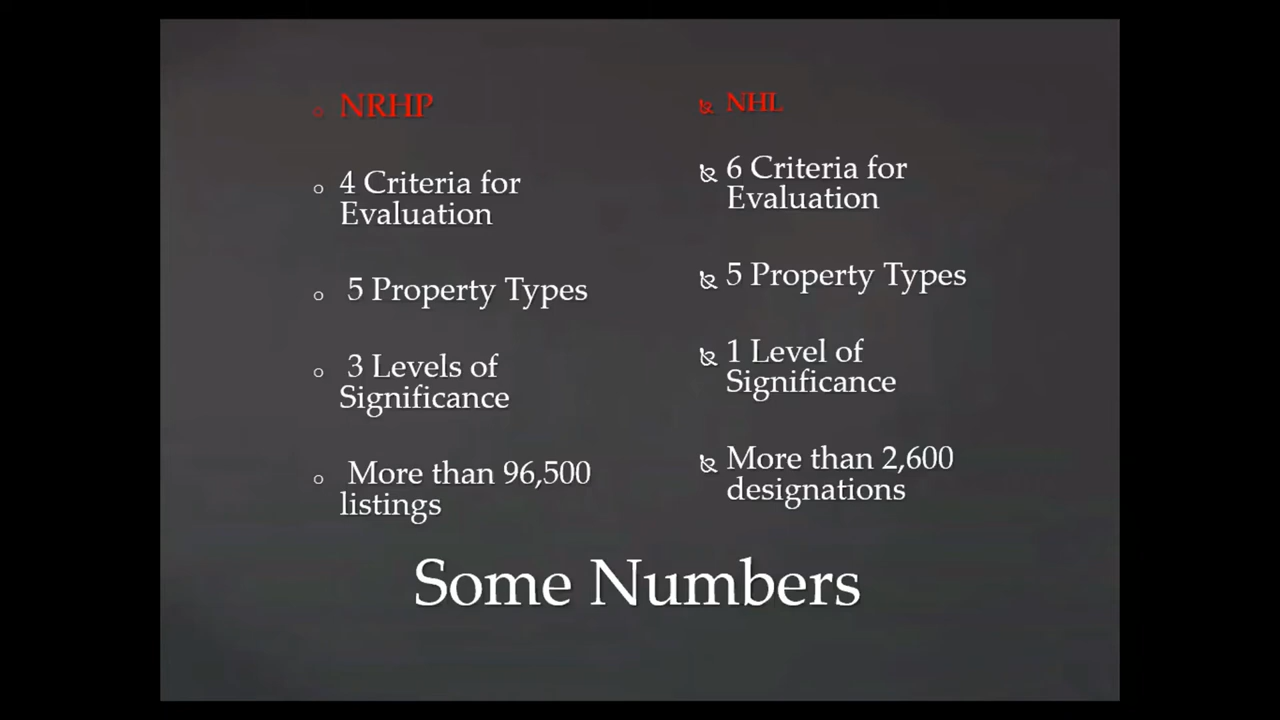 NRHP
4 Criteria for
Evaluation
5 Property Types
3 Levels of
Significance
More than 96,500
listings
NHL
6 Criteria for
Evaluation
5 Property Types
1 Level of
Significance
More than 2,600
designations
Some Numbers